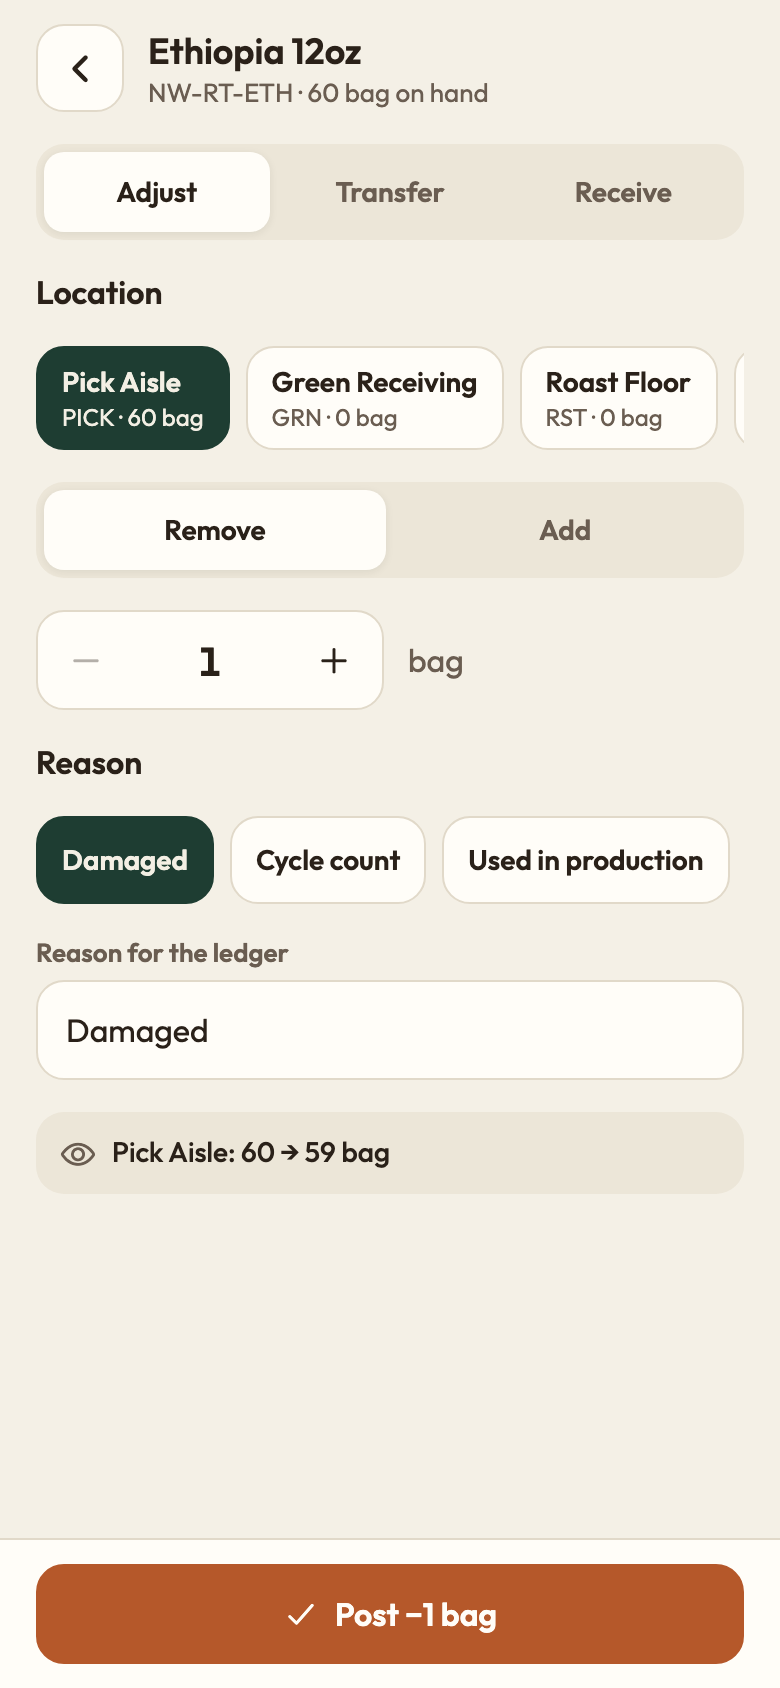 Ethiopia 12oz
NW-RT-ETH · 60 bag on hand
Adjust
Transfer
Receive
Location
Pick Aisle
PICK · 60 bag
Green Receiving
GRN · 0 bag
Roast Floor
RST · 0 bag
Remove
Add
1
bag
Reason
Damaged
Cycle count
Used in production
Reason for the ledger
Damaged
Pick Aisle: 60 → 59 bag
Post −1 bag